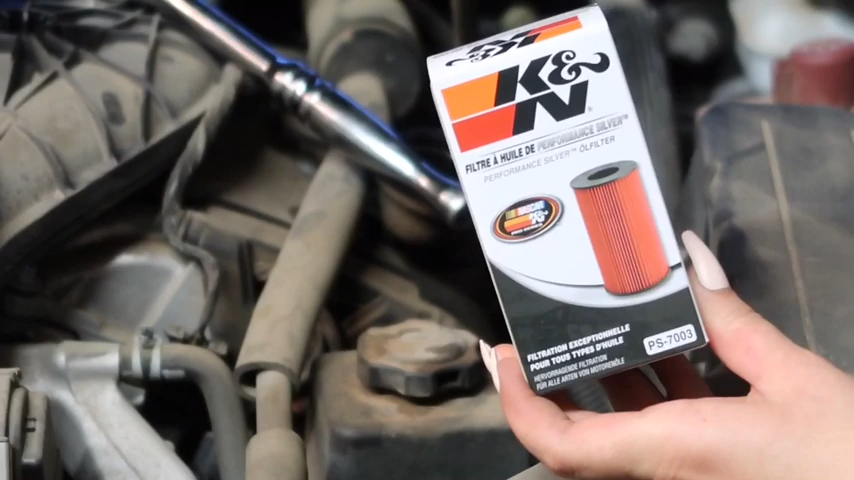 K&N
FILTRE À HUILE DE PERFORMANCE SILVER™
PERFORMANCE SILVER™ ÖLFILTER
NASCAR
K&N
FILTRATION EXCEPTIONNELLE
POUR TOUS TYPES D'HUILE
HERVORRAGENDE FILTRATION
FÜR ALLE ARTEN VON MOTORENÖLE
PS-7003